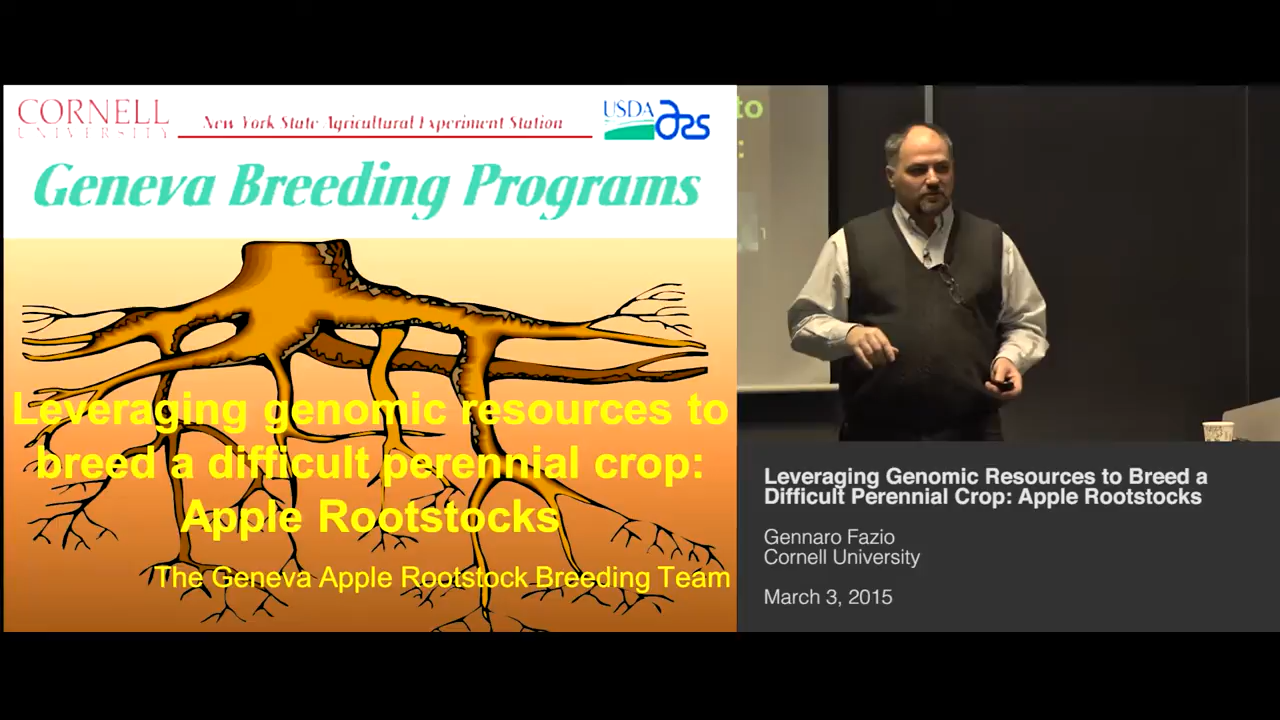 CORNELL
UNIVERSITY
New York State Agricultural Experiment Station
USDA ars
Geneva Breeding Programs
Leveraging genomic resources to
breed a difficult perennial crop:
Apple Rootstocks
The Geneva Apple Rootstock Breeding Team
to
:
Leveraging Genomic Resources to Breed a
Difficult Perennial Crop: Apple Rootstocks
Gennaro Fazio
Cornell University
March 3, 2015